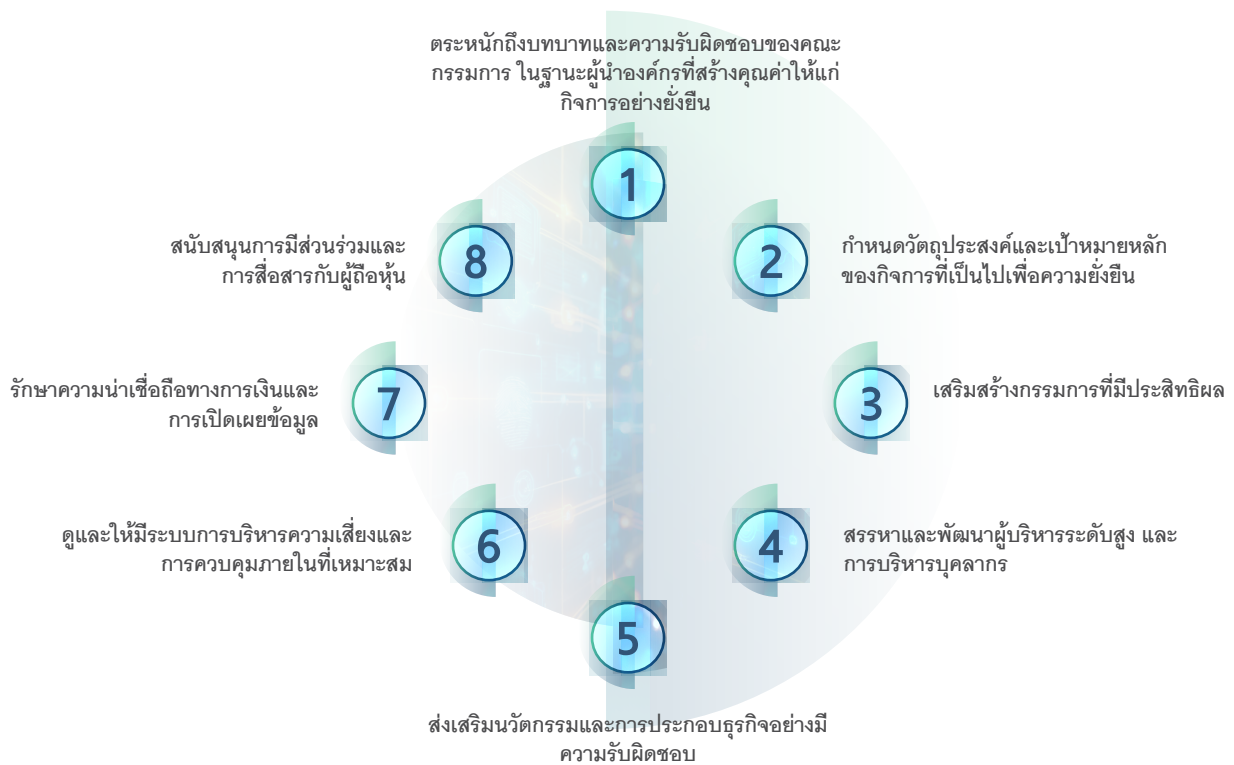 ตระหนักถึงบทบาทและความรับผิดชอบของคณะ
กรรมการ ในฐานะผู้นำองค์กรที่สร้างคุณค่าให้แก่
กิจการอย่างยั่งยืน
1
2
กำหนดวัตถุประสงค์และเป้าหมายหลัก
ของกิจการที่เป็นไปเพื่อความยั่งยืน
3
เสริมสร้างกรรมการที่มีประสิทธิผล
4
สรรหาและพัฒนาผู้บริหารระดับสูง และ
การบริหารบุคลากร
5
ส่งเสริมนวัตกรรมและการประกอบธุรกิจอย่างมี
ความรับผิดชอบ
6
ดูและให้มีระบบการบริหารความเสี่ยงและ
การควบคุมภายในที่เหมาะสม
7
รักษาความน่าเชื่อถือทางการเงินและ
การเปิดเผยข้อมูล
8
สนับสนุนการมีส่วนร่วมและ
การสื่อสารกับผู้ถือหุ้น